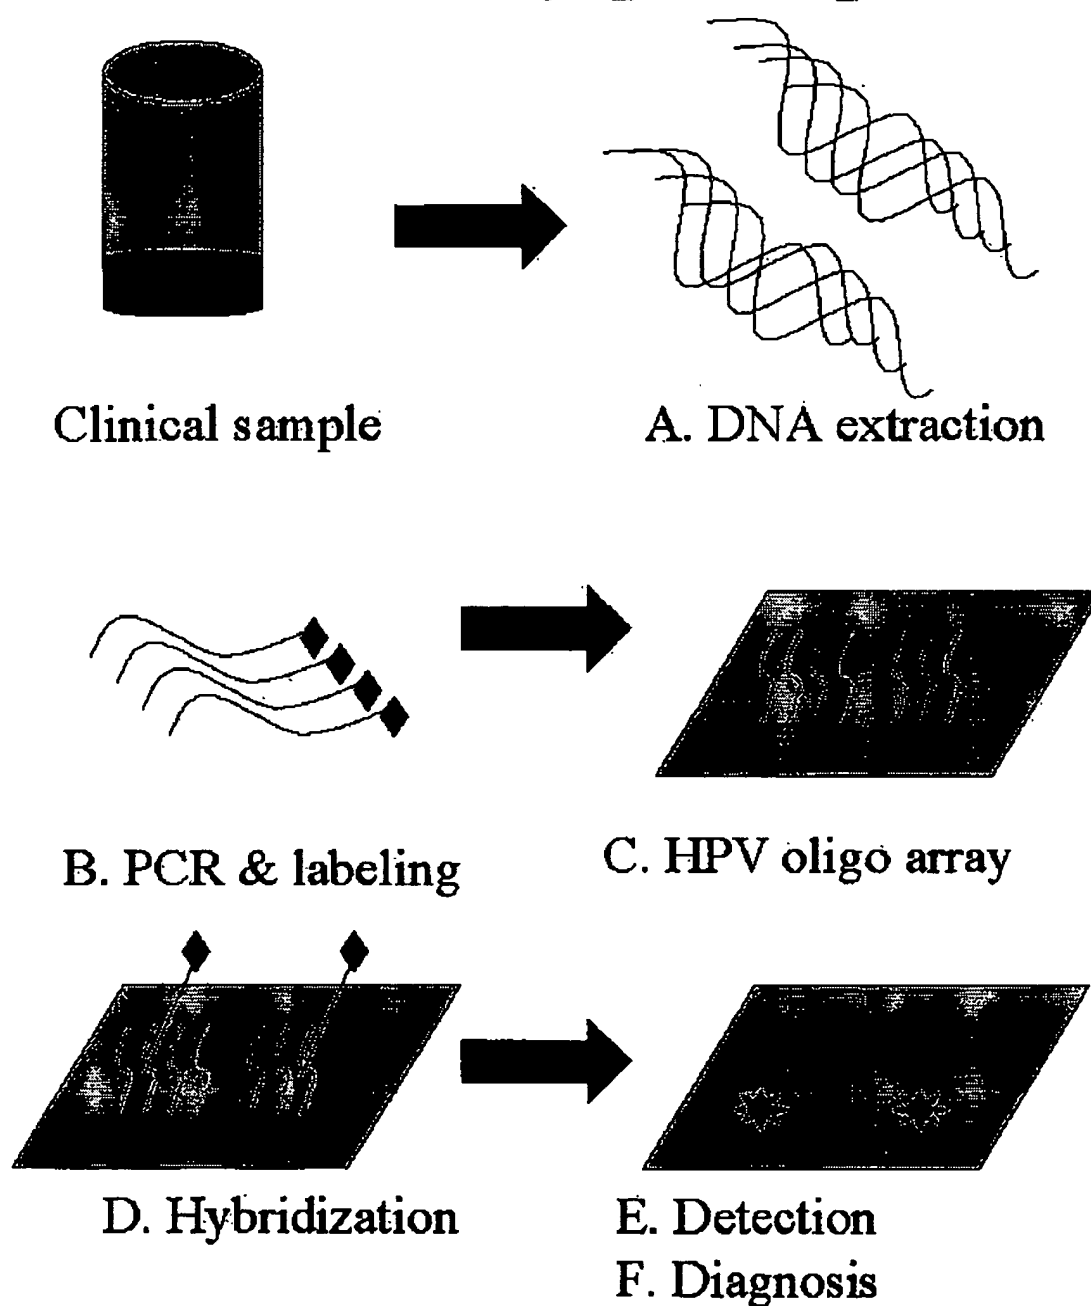 Clinical sample
A. DNA extraction
B. PCR & labeling
C. HPV oligo array
D. Hybridization
E. Detection
F. Diagnosis